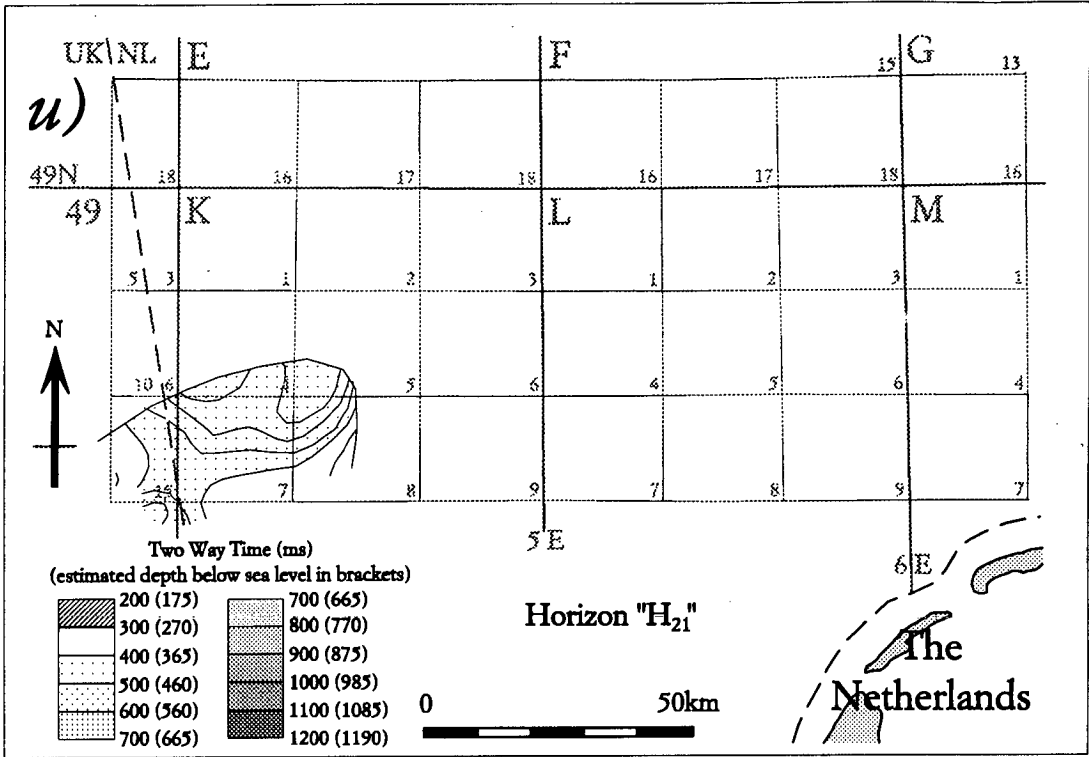 UK\NL E F G
15 13
u)
49N 18 16 17 18 16 17 18 16
49 K L M
5 3 1 2 3 1 2 3 1
N
10 6 4 5 6 4 5 6 4
7 8 9 7 8 9 7
5 E
6 E
Two Way Time (ms)
(estimated depth below sea level in brackets)
200 (175)
300 (270)
400 (365)
500 (460)
600 (560)
700 (665)
700 (665)
800 (770)
900 (875)
1000 (985)
1100 (1085)
1200 (1190)
Horizon "H21"
0 50km
The
Netherlands